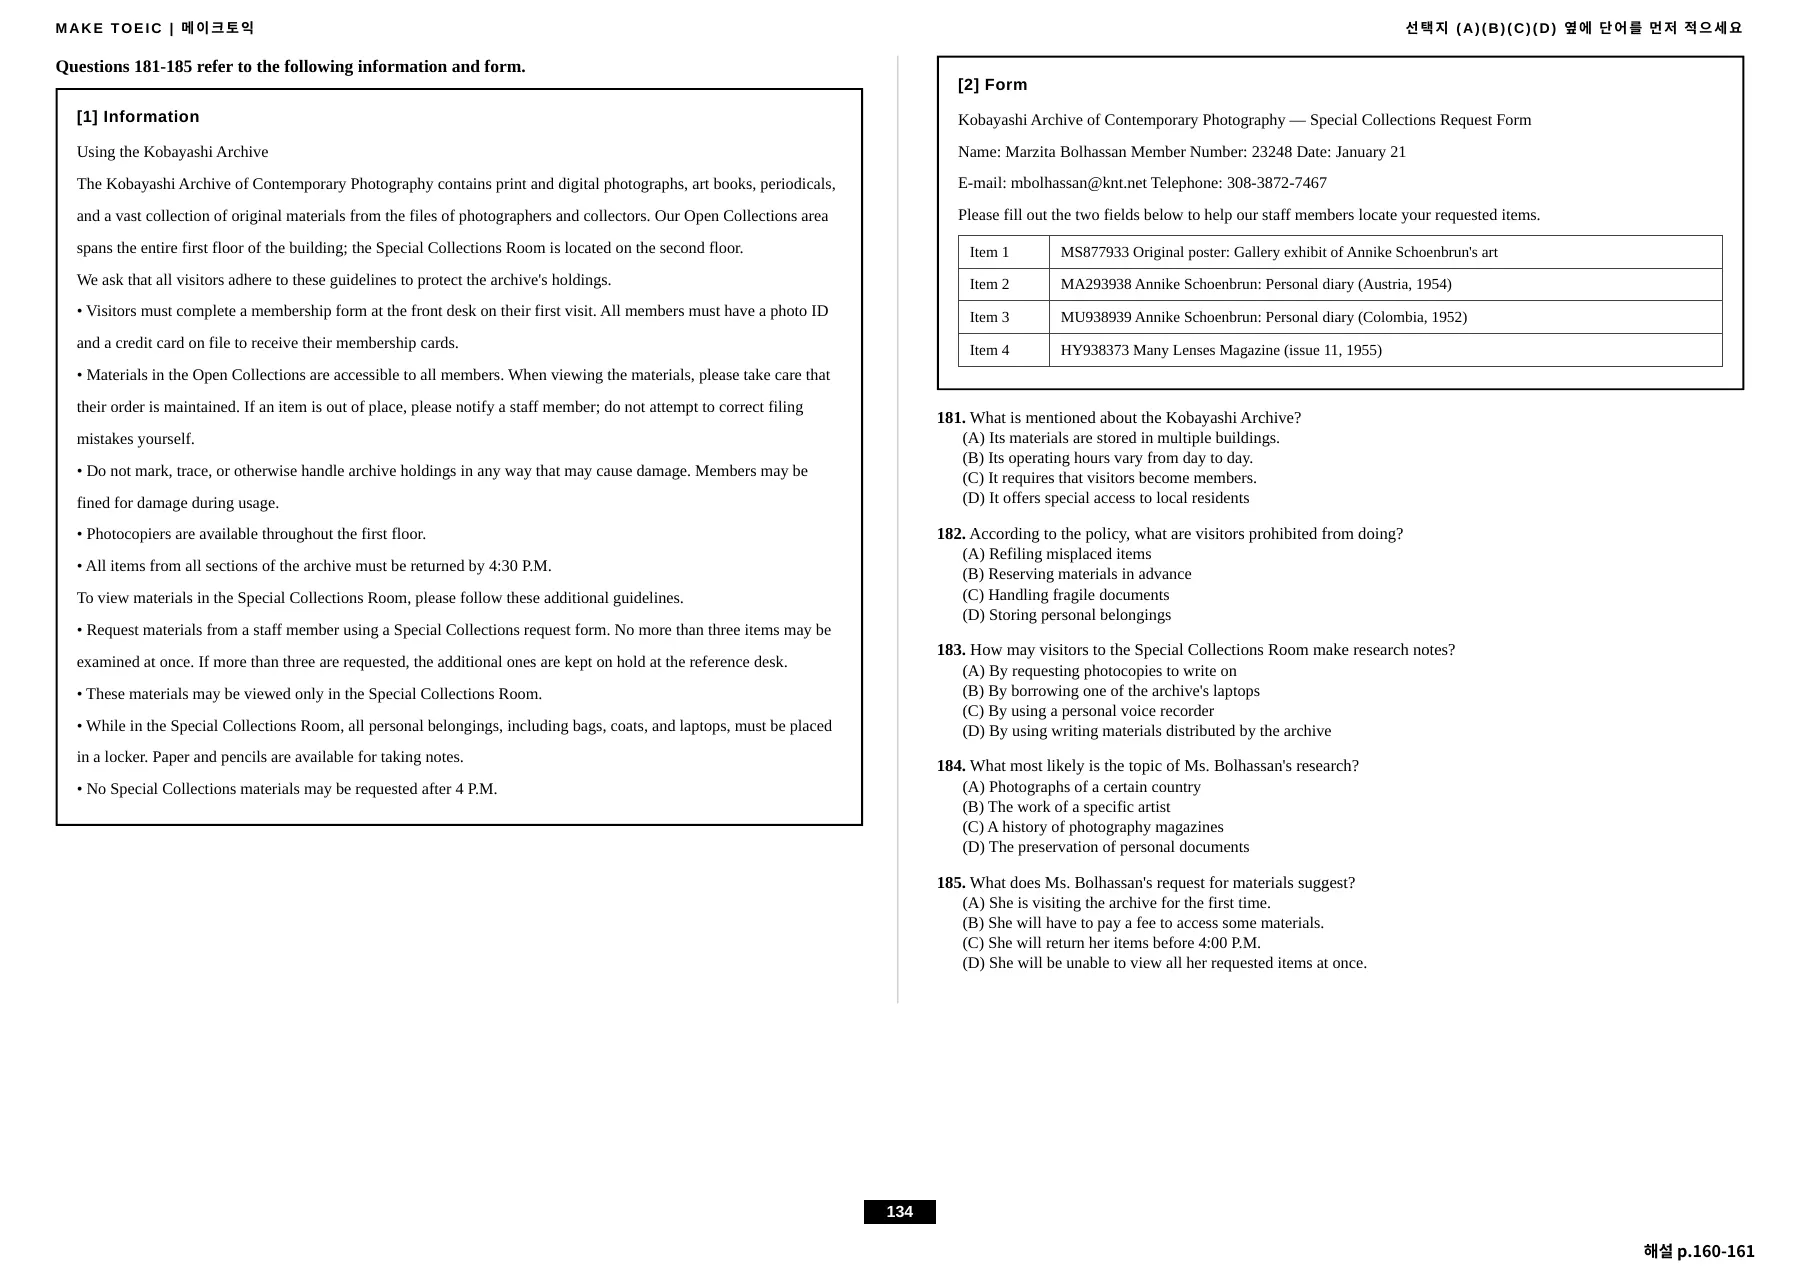 MAKE TOEIC | 메이크토익
선택지 (A)(B)(C)(D) 옆에 단어를 먼저 적으세요
Questions 181-185 refer to the following information and form.
[1] Information
Using the Kobayashi Archive
The Kobayashi Archive of Contemporary Photography contains print and digital photographs, art books, periodicals,
and a vast collection of original materials from the files of photographers and collectors. Our Open Collections area
spans the entire first floor of the building; the Special Collections Room is located on the second floor.
We ask that all visitors adhere to these guidelines to protect the archive's holdings.
• Visitors must complete a membership form at the front desk on their first visit. All members must have a photo ID
and a credit card on file to receive their membership cards.
• Materials in the Open Collections are accessible to all members. When viewing the materials, please take care that
their order is maintained. If an item is out of place, please notify a staff member; do not attempt to correct filing
mistakes yourself.
• Do not mark, trace, or otherwise handle archive holdings in any way that may cause damage. Members may be
fined for damage during usage.
• Photocopiers are available throughout the first floor.
• All items from all sections of the archive must be returned by 4:30 P.M.
To view materials in the Special Collections Room, please follow these additional guidelines.
• Request materials from a staff member using a Special Collections request form. No more than three items may be
examined at once. If more than three are requested, the additional ones are kept on hold at the reference desk.
• These materials may be viewed only in the Special Collections Room.
• While in the Special Collections Room, all personal belongings, including bags, coats, and laptops, must be placed
in a locker. Paper and pencils are available for taking notes.
• No Special Collections materials may be requested after 4 P.M.
[2] Form
Kobayashi Archive of Contemporary Photography — Special Collections Request Form
Name: Marzita Bolhassan Member Number: 23248 Date: January 21
E-mail: mbolhassan@knt.net Telephone: 308-3872-7467
Please fill out the two fields below to help our staff members locate your requested items.
Item 1 MS877933 Original poster: Gallery exhibit of Annike Schoenbrun's art
Item 2 MA293938 Annike Schoenbrun: Personal diary (Austria, 1954)
Item 3 MU938939 Annike Schoenbrun: Personal diary (Colombia, 1952)
Item 4 HY938373 Many Lenses Magazine (issue 11, 1955)
181. What is mentioned about the Kobayashi Archive?
(A) Its materials are stored in multiple buildings.
(B) Its operating hours vary from day to day.
(C) It requires that visitors become members.
(D) It offers special access to local residents
182. According to the policy, what are visitors prohibited from doing?
(A) Refiling misplaced items
(B) Reserving materials in advance
(C) Handling fragile documents
(D) Storing personal belongings
183. How may visitors to the Special Collections Room make research notes?
(A) By requesting photocopies to write on
(B) By borrowing one of the archive's laptops
(C) By using a personal voice recorder
(D) By using writing materials distributed by the archive
184. What most likely is the topic of Ms. Bolhassan's research?
(A) Photographs of a certain country
(B) The work of a specific artist
(C) A history of photography magazines
(D) The preservation of personal documents
185. What does Ms. Bolhassan's request for materials suggest?
(A) She is visiting the archive for the first time.
(B) She will have to pay a fee to access some materials.
(C) She will return her items before 4:00 P.M.
(D) She will be unable to view all her requested items at once.
134
해설 p.160-161